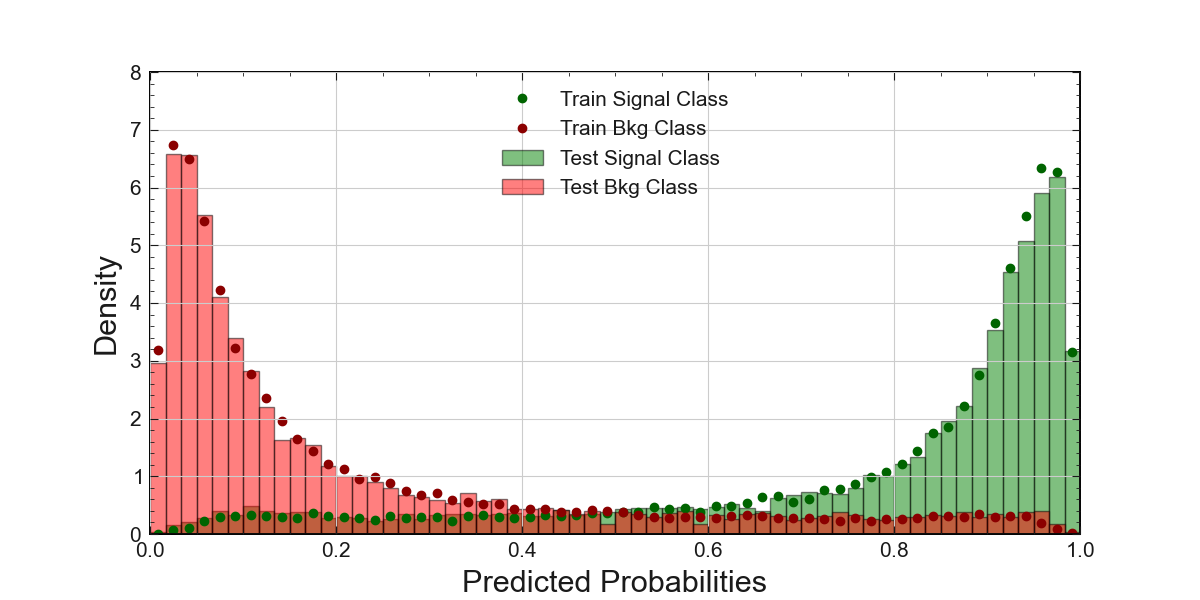 Train Signal Class
Train Bkg Class
Test Signal Class
Test Bkg Class
Density
8
7
6
5
4
3
2
1
0
0.0 0.2 0.4 0.6 0.8 1.0
Predicted Probabilities